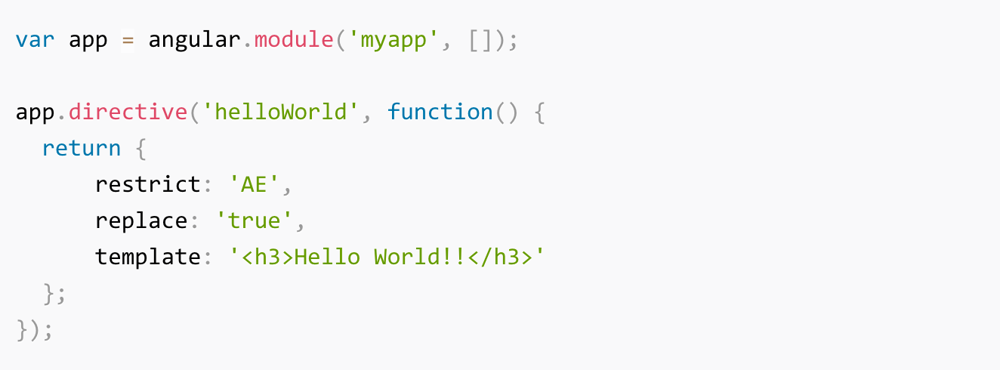 var app = angular.module('myapp', []);

app.directive('helloWorld', function() {
  return {
      restrict: 'AE',
      replace: 'true',
      template: '<h3>Hello World!!</h3>'
  };
});